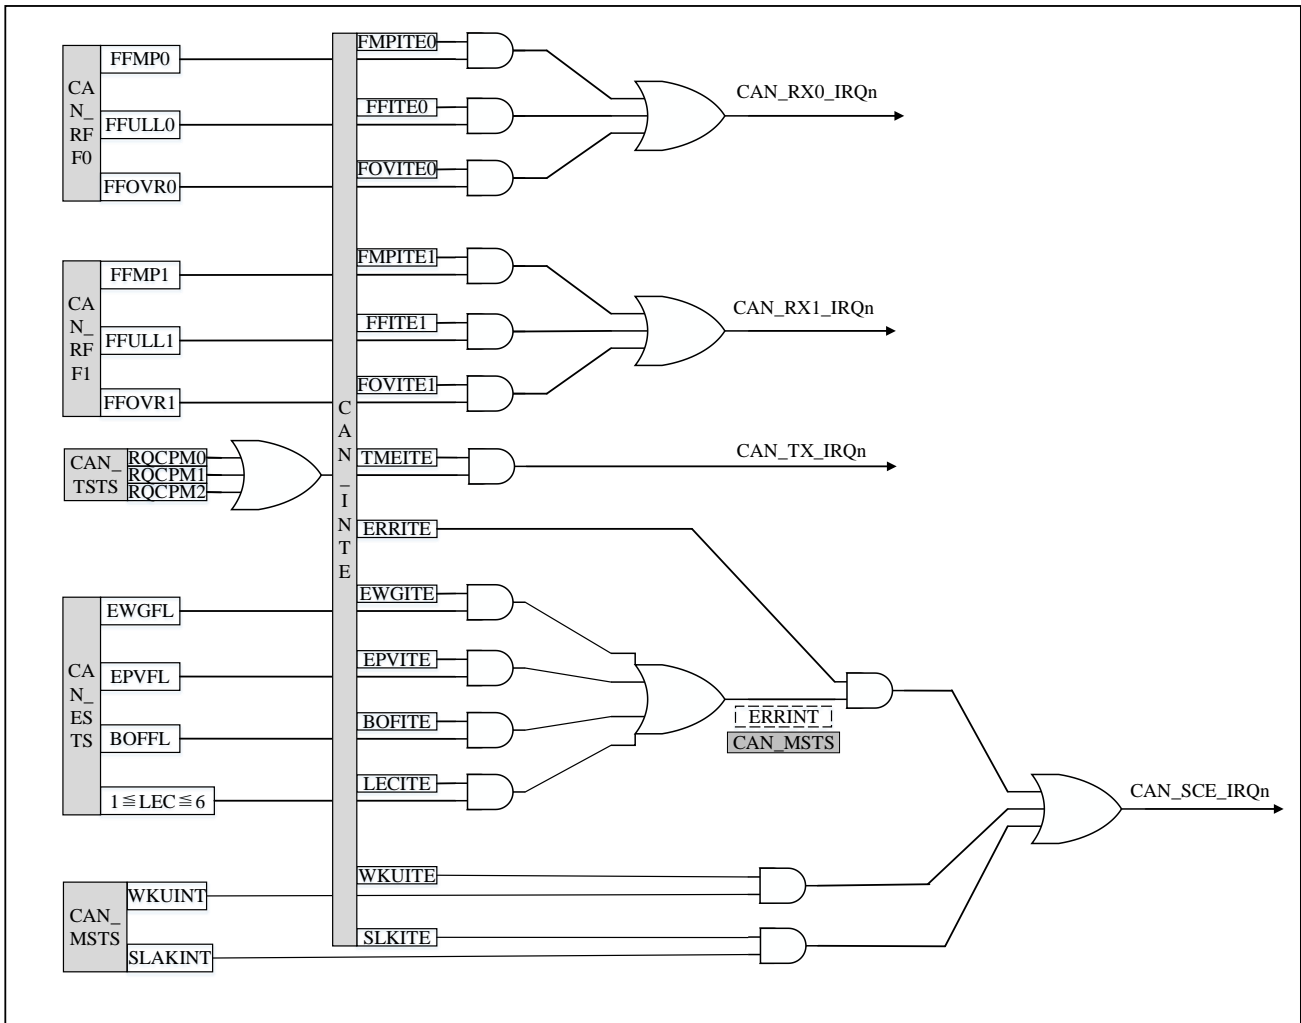 CA
N_
RF
F0
FFMP0
FFULL0
FFOVR0
FMPITE0
FFITE0
FOVITE0
CAN_RX0_IRQn
CA
N_
RF
F1
FFMP1
FFULL1
FFOVR1
FMPITE1
FFITE1
FOVITE1
CAN_RX1_IRQn
C
A
N
_
I
N
T
E
CAN_
TSTS
RQCPM0
RQCPM1
RQCPM2
TMEITE
CAN_TX_IRQn
ERRITE
CA
N_
ES
TS
EWGFL
EPVFL
BOFFL
1≦LEC≦6
EWGITE
EPVITE
BOFITE
LECITE
ERRINT
CAN_MSTS
CAN_SCE_IRQn
CAN_
MSTS
WKUINT
SLAKINT
WKUITE
SLKITE